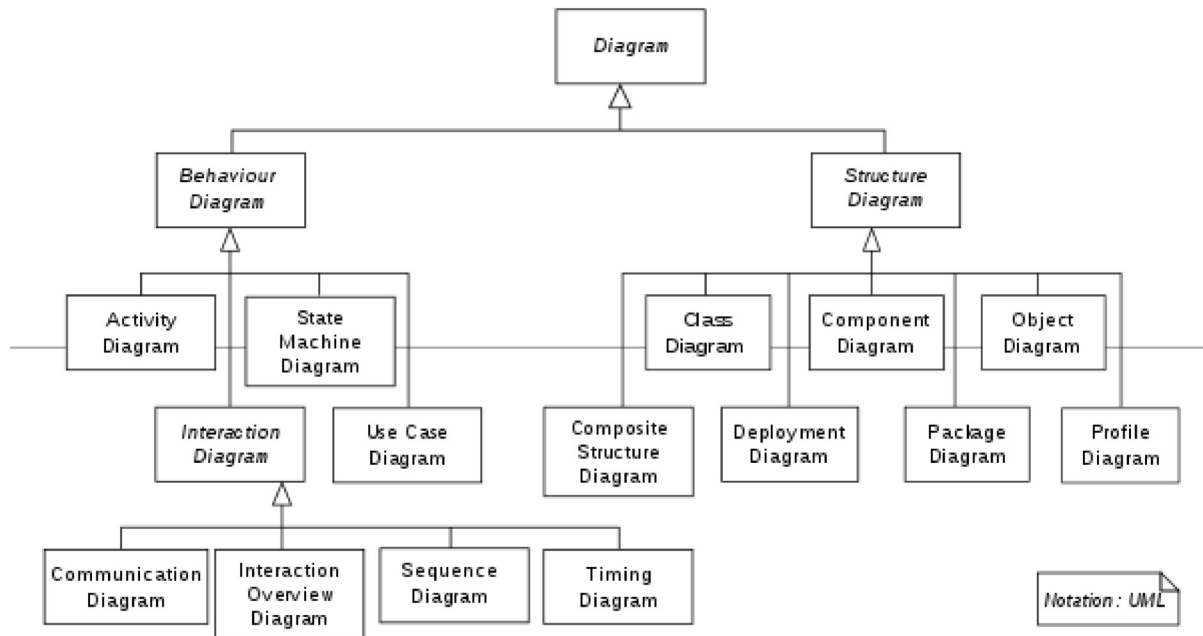 Diagram
Behaviour
Diagram
Structure
Diagram
Activity
Diagram
State
Machine
Diagram
Class
Diagram
Component
Diagram
Object
Diagram
Interaction
Diagram
Use Case
Diagram
Composite
Structure
Diagram
Deployment
Diagram
Package
Diagram
Profile
Diagram
Communication
Diagram
Interaction
Overview
Diagram
Sequence
Diagram
Timing
Diagram
Notation : UML